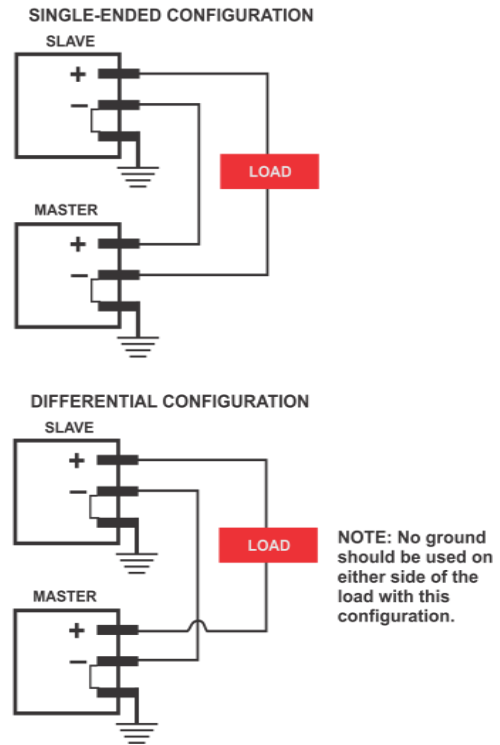 SINGLE-ENDED CONFIGURATION
SLAVE
+
−
LOAD
MASTER
+
−
DIFFERENTIAL CONFIGURATION
SLAVE
+
−
LOAD
NOTE: No ground
should be used on
either side of the
load with this
configuration.
MASTER
+
−